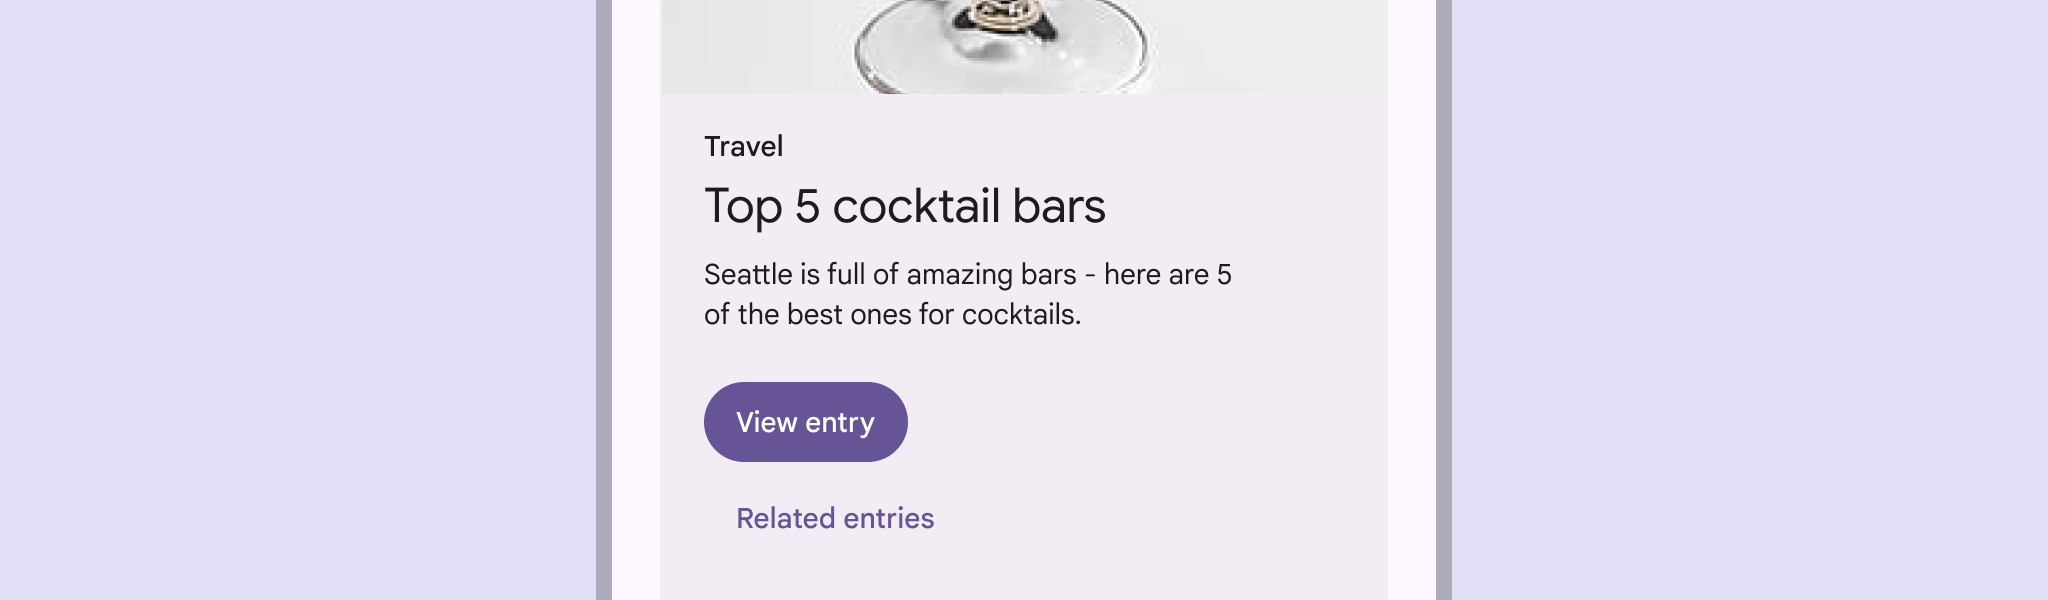 Travel
Top 5 cocktail bars
Seattle is full of amazing bars - here are 5
of the best ones for cocktails.
View entry
Related entries